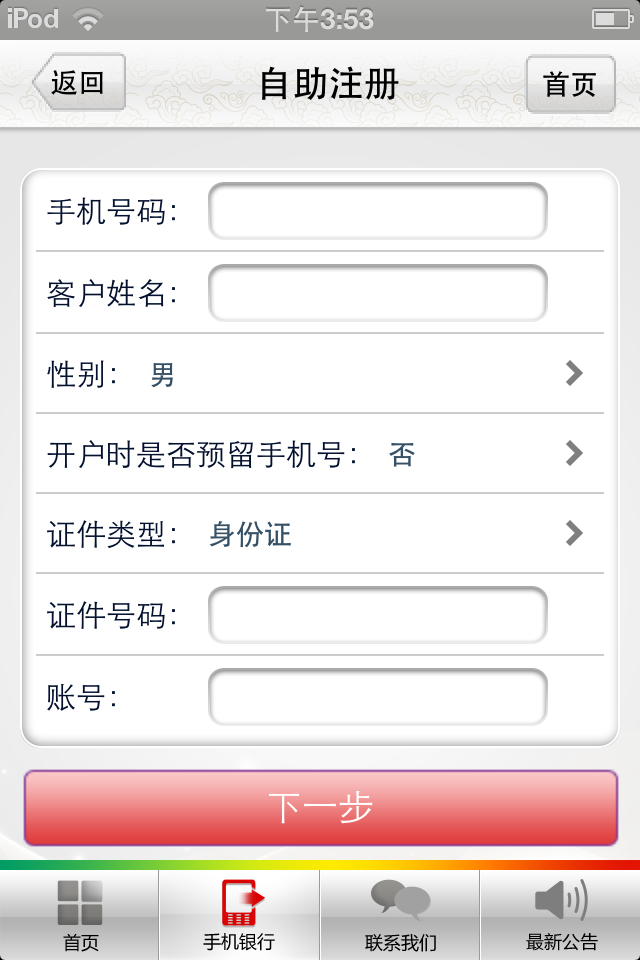 iPod 下午3:53
返回 自助注册 首页
手机号码：
客户姓名：
性别： 男
开户时是否预留手机号： 否
证件类型： 身份证
证件号码：
账号：
下一步
首页 手机银行 联系我们 最新公告